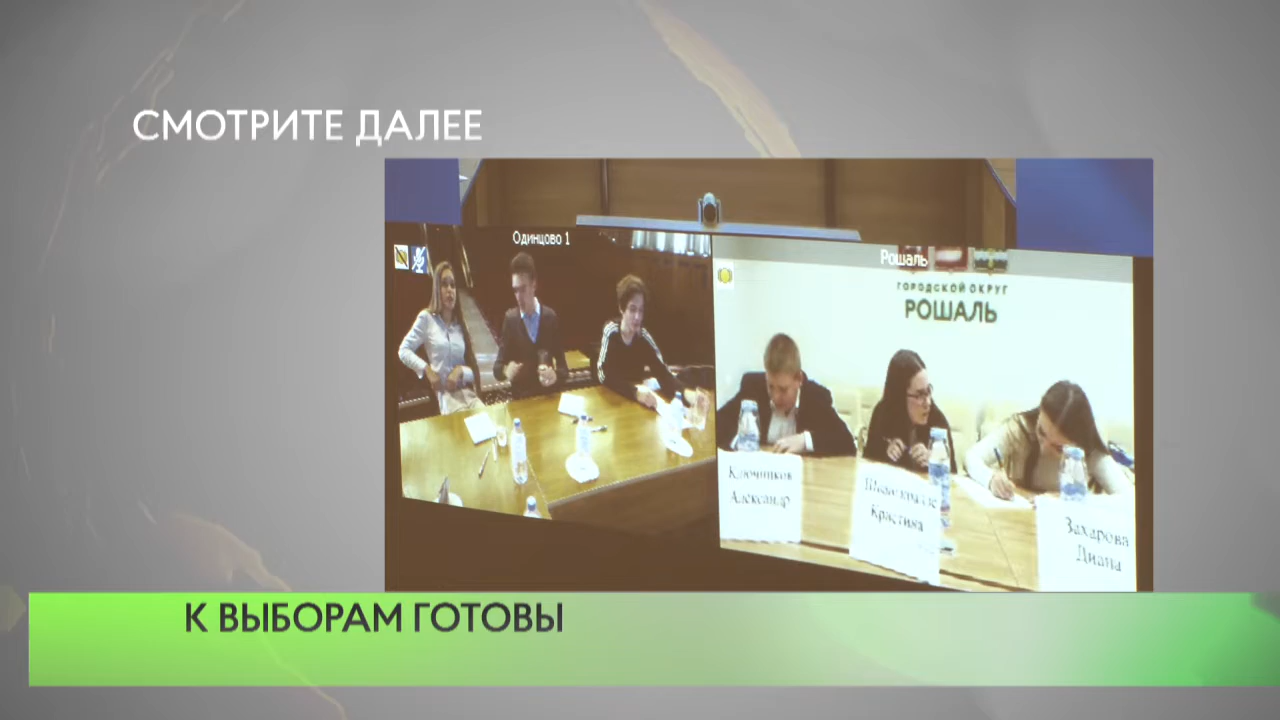 СМОТРИТЕ ДАЛЕЕ
Одинцово 1
Рошаль
ГОРОДСКОЙ ОКРУГ
РОШАЛЬ
Ключников
Александр
Кристина
Захарова
Диана
К ВЫБОРАМ ГОТОВЫ